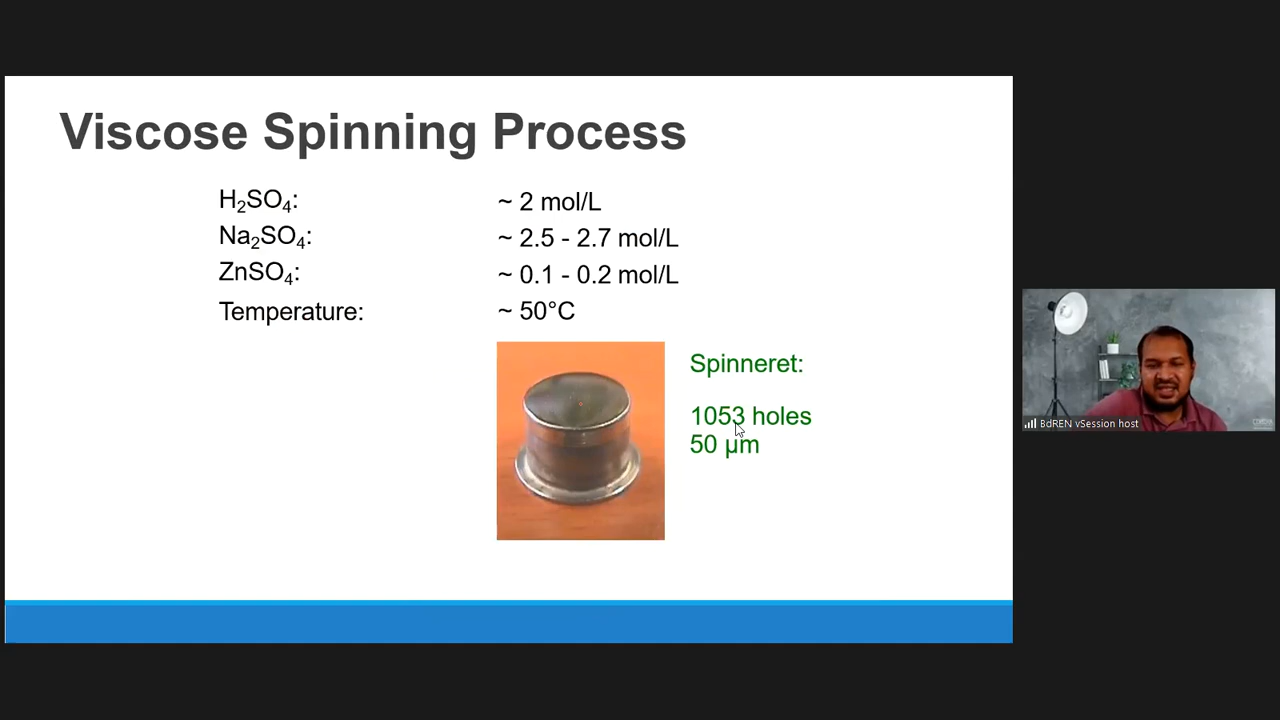 Viscose Spinning Process
H₂SO₄: ~ 2 mol/L
Na₂SO₄: ~ 2.5 - 2.7 mol/L
ZnSO₄: ~ 0.1 - 0.2 mol/L
Temperature: ~ 50°C
Spinneret:
1053 holes
50 µm
BdREN vSession host